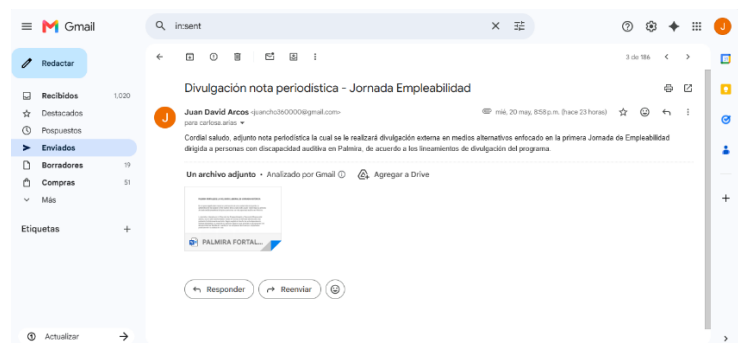 Gmail
in:sent
J
Redactar
3 de 186
Recibidos 1,020
Destacados
Pospuestos
Enviados
Borradores 19
Compras 51
Más
Etiquetas
Actualizar
Divulgación nota periodística - Jornada Empleabilidad
J
Juan David Arcos <juancho360000@gmail.com>
mié, 20 may, 8:58 p.m. (hace 23 horas)
para carlosa.arias
Cordial saludo, adjunto nota periodística la cual se le realizará divulgación externa en medios alternativos enfocado en la primera Jornada de Empleabilidad
dirigida a personas con discapacidad auditiva en Palmira, de acuerdo a los lineamientos de divulgación del programa.
Un archivo adjunto • Analizado por Gmail
Agregar a Drive
PALMIRA FORTAL...
Responder
Reenviar